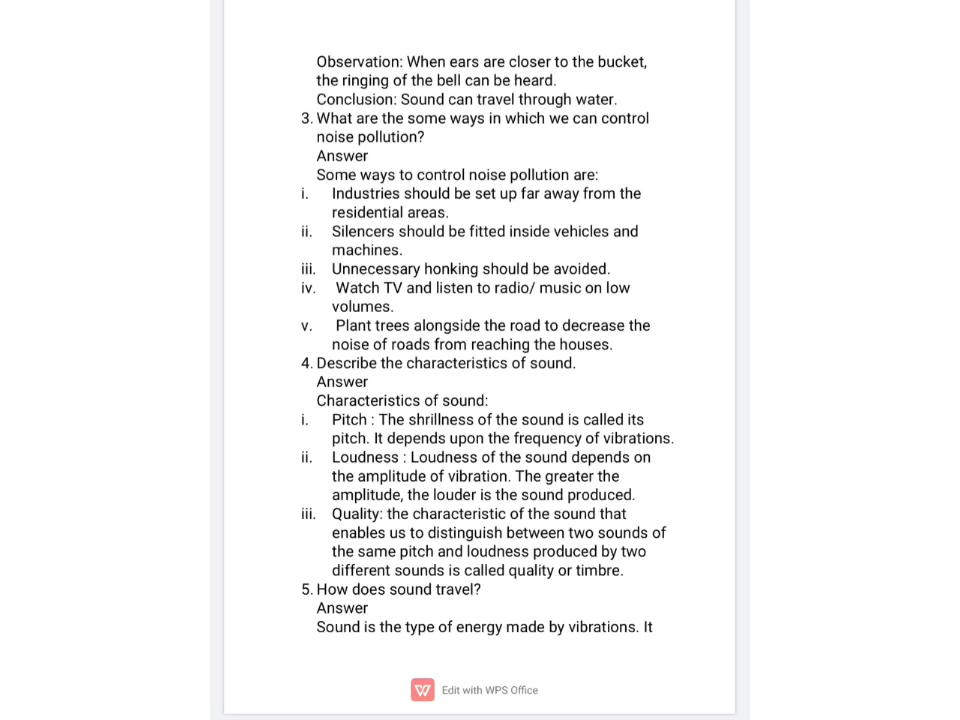 Observation: When ears are closer to the bucket,
the ringing of the bell can be heard.
Conclusion: Sound can travel through water.
3. What are the some ways in which we can control
noise pollution?
Answer
Some ways to control noise pollution are:
i. Industries should be set up far away from the
residential areas.
ii. Silencers should be fitted inside vehicles and
machines.
iii. Unnecessary honking should be avoided.
iv. Watch TV and listen to radio/ music on low
volumes.
v. Plant trees alongside the road to decrease the
noise of roads from reaching the houses.
4. Describe the characteristics of sound.
Answer
Characteristics of sound:
i. Pitch : The shrillness of the sound is called its
pitch. It depends upon the frequency of vibrations.
ii. Loudness : Loudness of the sound depends on
the amplitude of vibration. The greater the
amplitude, the louder is the sound produced.
iii. Quality: the characteristic of the sound that
enables us to distinguish between two sounds of
the same pitch and loudness produced by two
different sounds is called quality or timbre.
5. How does sound travel?
Answer
Sound is the type of energy made by vibrations. It
Edit with WPS Office